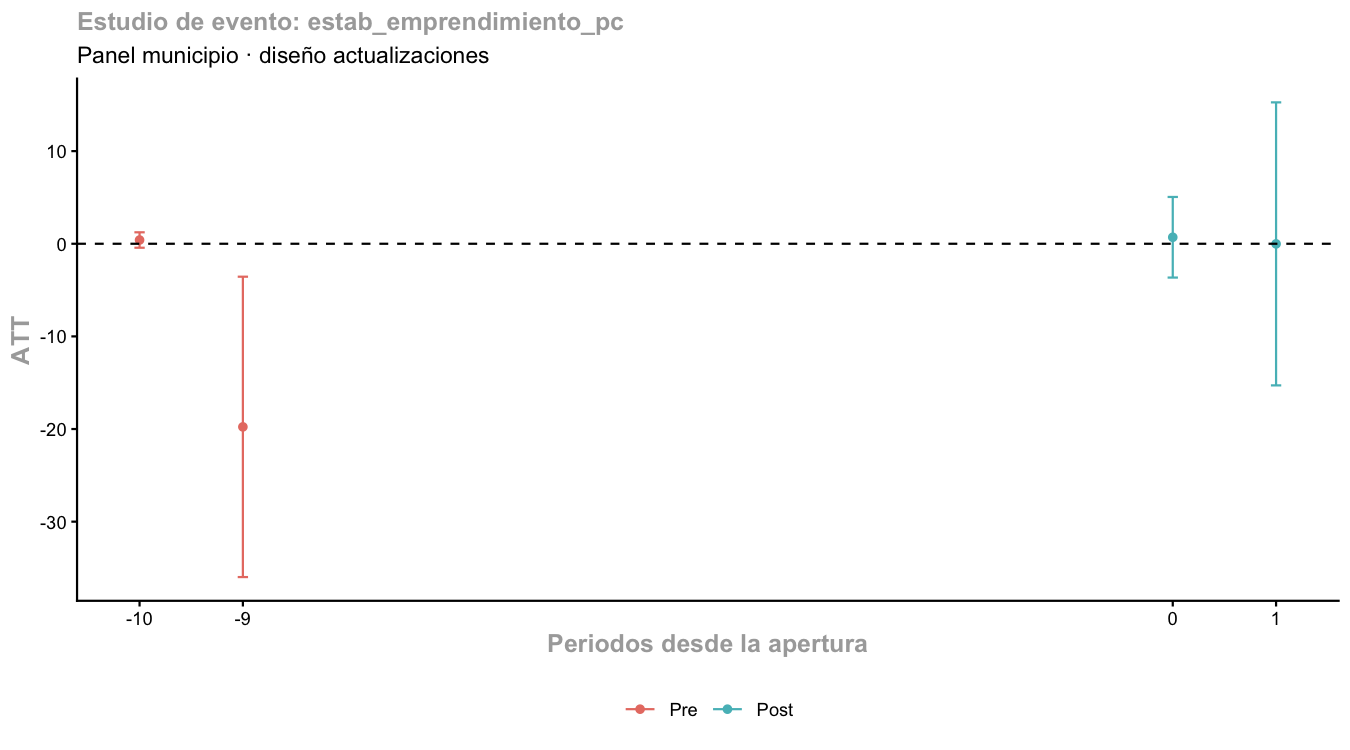 Estudio de evento: estab_emprendimiento_pc
Panel municipio · diseño actualizaciones
ATT
10
0
-10
-20
-30
-10 -9 0 1
Periodos desde la apertura
Pre Post